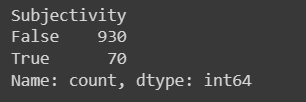 Subjectivity
False    930
True      70
Name: count, dtype: int64